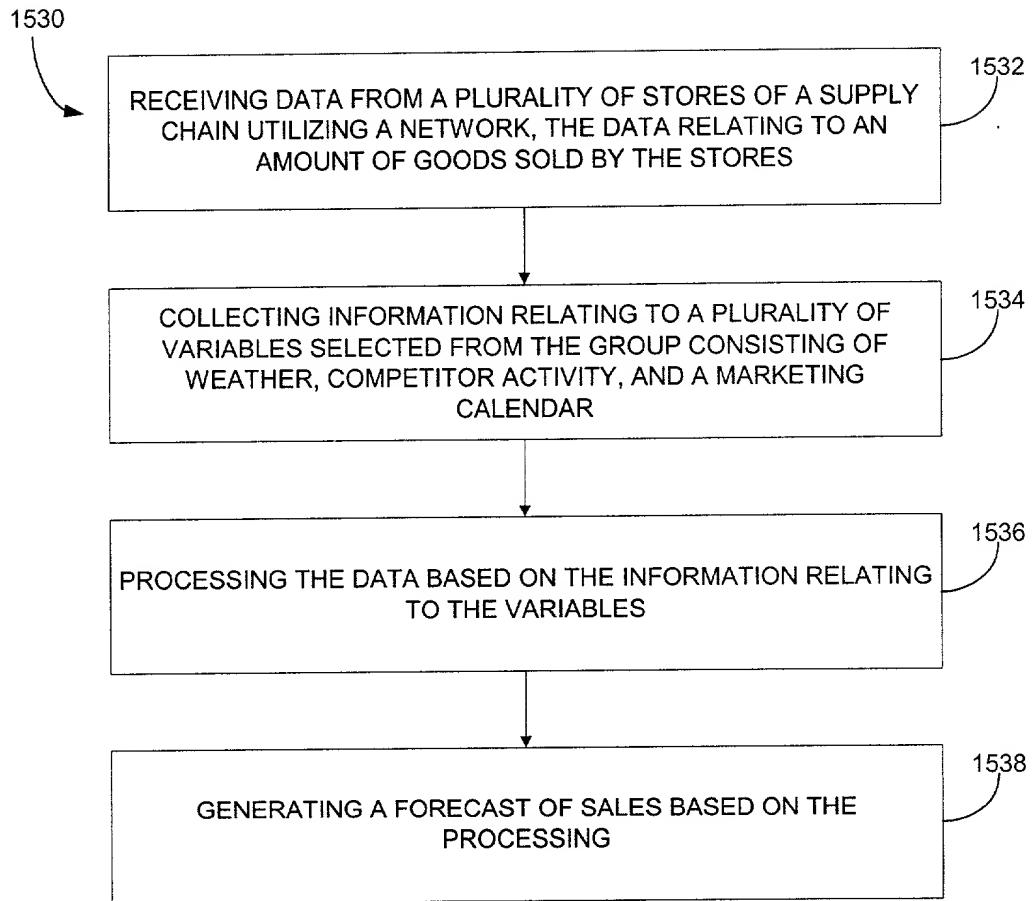 1530
1532
RECEIVING DATA FROM A PLURALITY OF STORES OF A SUPPLY
CHAIN UTILIZING A NETWORK, THE DATA RELATING TO AN
AMOUNT OF GOODS SOLD BY THE STORES
1534
COLLECTING INFORMATION RELATING TO A PLURALITY OF
VARIABLES SELECTED FROM THE GROUP CONSISTING OF
WEATHER, COMPETITOR ACTIVITY, AND A MARKETING
CALENDAR
1536
PROCESSING THE DATA BASED ON THE INFORMATION RELATING
TO THE VARIABLES
1538
GENERATING A FORECAST OF SALES BASED ON THE
PROCESSING